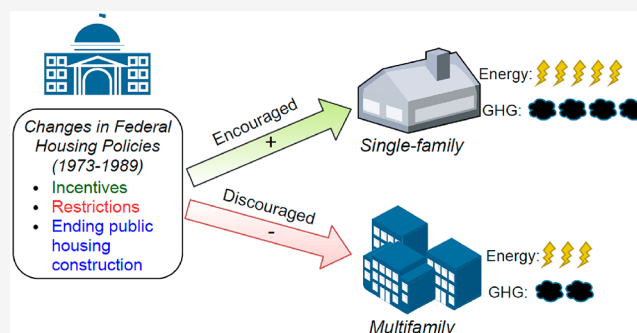 Changes in Federal
Housing Policies
(1973-1989)
• Incentives
• Restrictions
• Ending public
housing
construction
Encouraged
+
Discouraged
-
Energy:
GHG:
Single-family
Energy:
GHG:
Multifamily